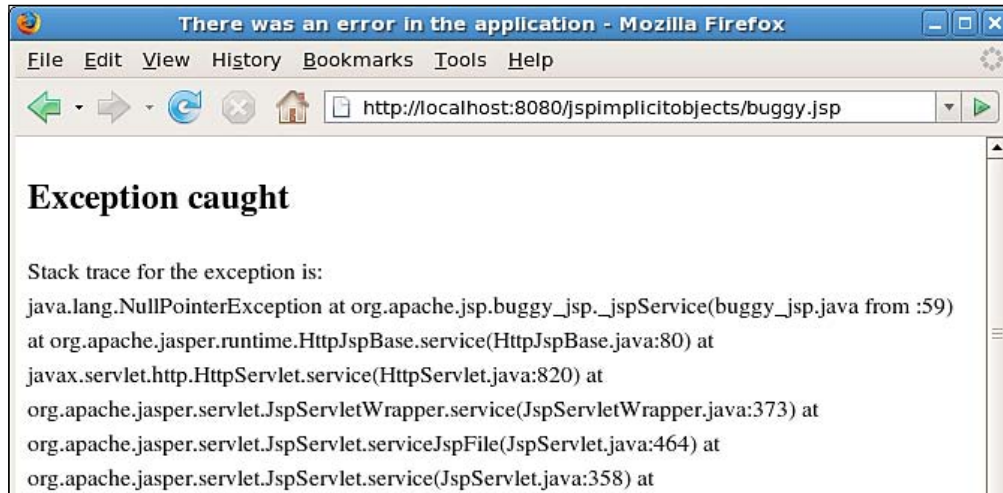 There was an error in the application - Mozilla Firefox
File Edit View History Bookmarks Tools Help
http://localhost:8080/jspimplicitobjects/buggy.jsp
Exception caught
Stack trace for the exception is:
java.lang.NullPointerException at org.apache.jsp.buggy_jsp._jspService(buggy_jsp.java from :59)
at org.apache.jasper.runtime.HttpJspBase.service(HttpJspBase.java:80) at
javax.servlet.http.HttpServlet.service(HttpServlet.java:820) at
org.apache.jasper.servlet.JspServletWrapper.service(JspServletWrapper.java:373) at
org.apache.jasper.servlet.JspServlet.serviceJspFile(JspServlet.java:464) at
org.apache.jasper.servlet.JspServlet.service(JspServlet.java:358) at